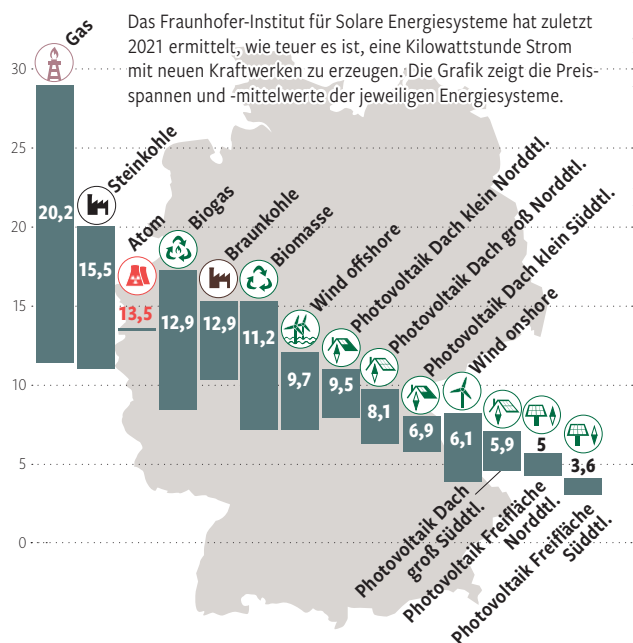 Das Fraunhofer-Institut für Solare Energiesysteme hat zuletzt
2021 ermittelt, wie teuer es ist, eine Kilowattstunde Strom
mit neuen Kraftwerken zu erzeugen. Die Grafik zeigt die Preis-
spannen und -mittelwerte der jeweiligen Energiesysteme.
30
25
20
15
10
5
0
Gas
20,2
Steinkohle
15,5
Atom
13,5
Biogas
12,9
Braunkohle
12,9
Biomasse
11,2
Wind offshore
9,7
Photovoltaik Dach klein Norddtl.
9,5
Photovoltaik Dach groß Norddtl.
8,1
Photovoltaik Dach klein Süddtl.
6,9
Wind onshore
6,1
Photovoltaik Dach
groß Süddtl.
5,9
Photovoltaik Freifläche
Norddtl.
5
Photovoltaik Freifläche
Süddtl.
3,6